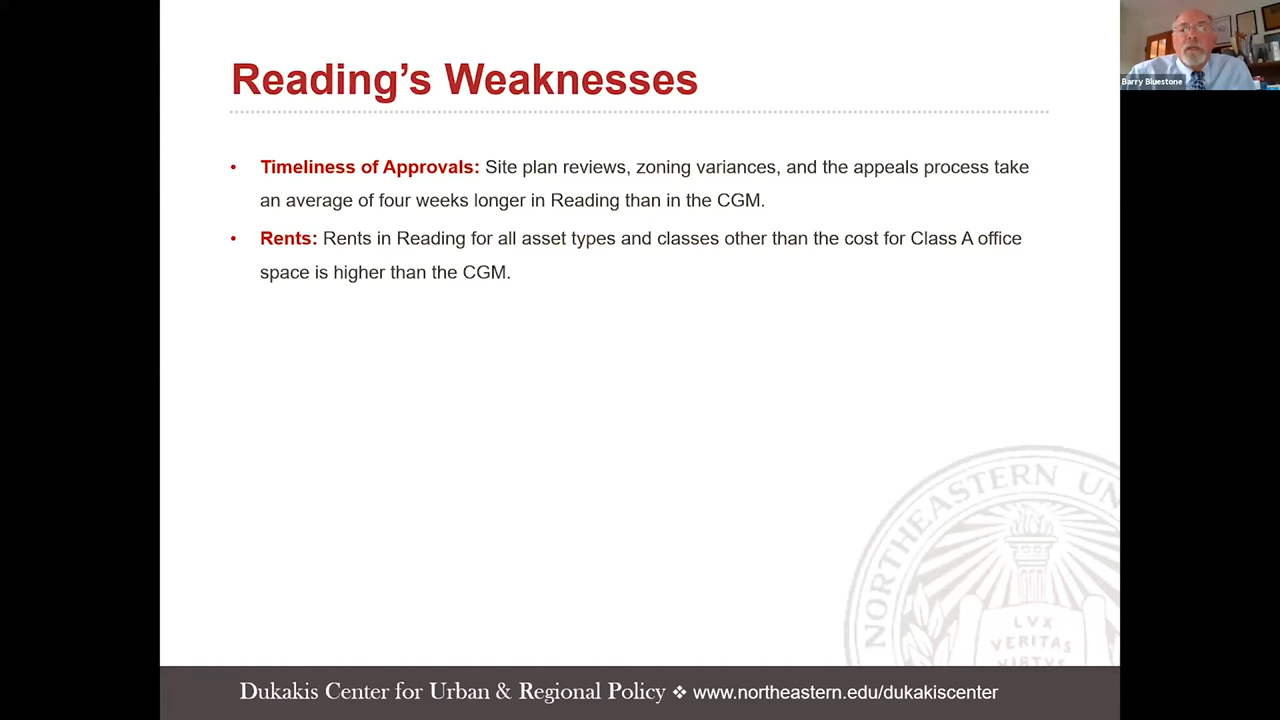 Reading’s Weaknesses
Barry Bluestone
• Timeliness of Approvals: Site plan reviews, zoning variances, and the appeals process take
an average of four weeks longer in Reading than in the CGM.
• Rents: Rents in Reading for all asset types and classes other than the cost for Class A office
space is higher than the CGM.
NORTHEASTERN UN
LVX
VERITAS
VIRTVS
Dukakis Center for Urban & Regional Policy ❖ www.northeastern.edu/dukakiscenter